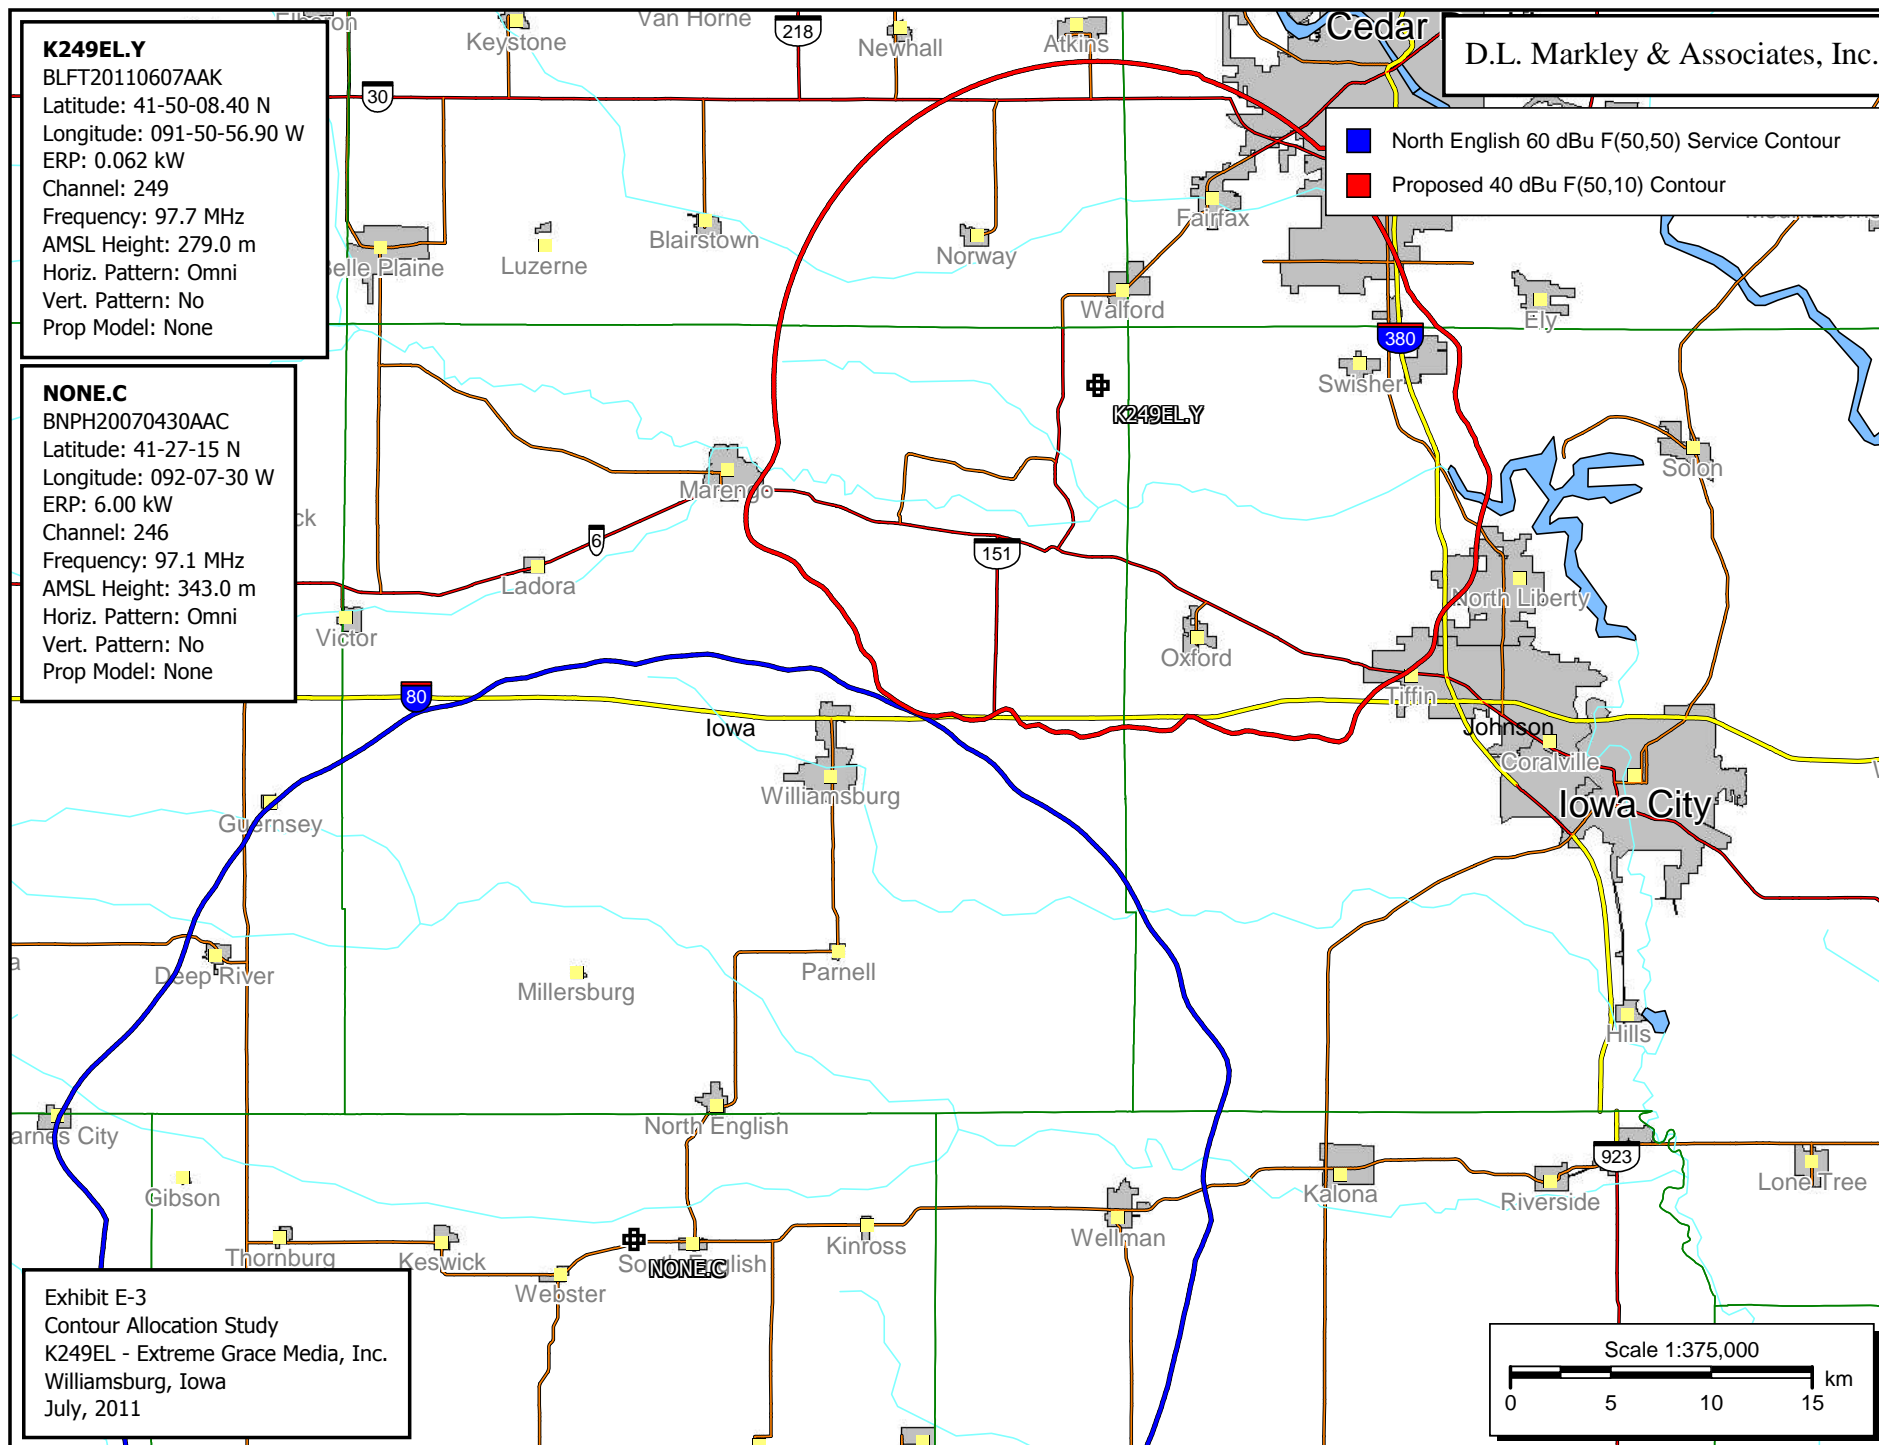 K249EL.Y
BLFT20110607AAK
Latitude: 41-50-08.40 N
Longitude: 091-50-56.90 W
ERP: 0.062 kW
Channel: 249
Frequency: 97.7 MHz
AMSL Height: 279.0 m
Horiz. Pattern: Omni
Vert. Pattern: No
Prop Model: None
NONE.C
BNPH20070430AAC
Latitude: 41-27-15 N
Longitude: 092-07-30 W
ERP: 6.00 kW
Channel: 246
Frequency: 97.1 MHz
AMSL Height: 343.0 m
Horiz. Pattern: Omni
Vert. Pattern: No
Prop Model: None
D.L. Markley & Associates, Inc.
North English 60 dBu F(50,50) Service Contour
Proposed 40 dBu F(50,10) Contour
Van Horne
Keystone
218
Newhall
Atkins
Cedar
30
Belle Plaine
Luzerne
Blairstown
Norway
Fairfax
Walford
Ely
380
Swisher
K249EL.Y
Solon
Marengo
ck
6
151
Ladora
Victor
North Liberty
Oxford
Tiffin
80
Iowa
Johnson
Coralville
Williamsburg
Iowa City
Guernsey
Deep River
Parnell
Millersburg
Hills
North English
arnes City
923
Gibson
Kalona
Riverside
Lone Tree
Thornburg
Keswick
South English
NONE.C
Kinross
Wellman
Webster
Exhibit E-3
Contour Allocation Study
K249EL - Extreme Grace Media, Inc.
Williamsburg, Iowa
July, 2011
Scale 1:375,000
km
0 5 10 15